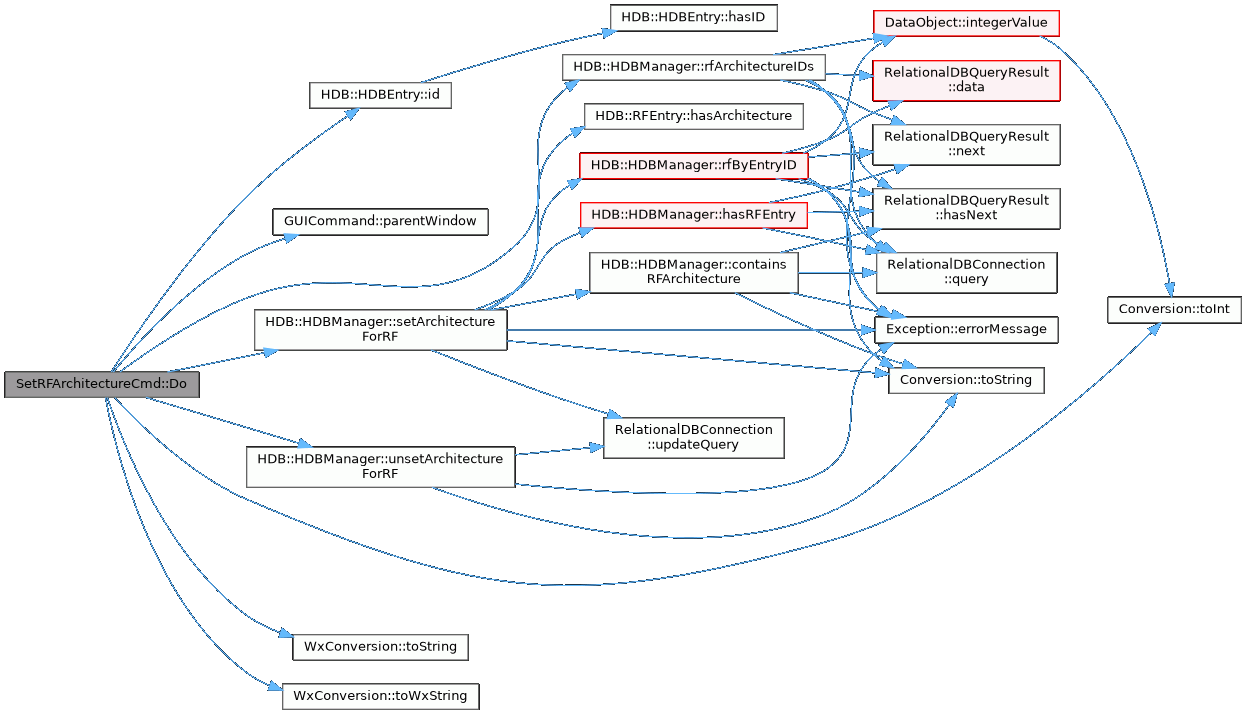 HDB::HDBEntry::hasID
DataObject::integerValue
HDB::HDBManager::rfArchitectureIDs
RelationalDBQueryResult
::data
HDB::HDBEntry::id
HDB::RFEntry::hasArchitecture
RelationalDBQueryResult
::next
HDB::HDBManager::rfByEntryID
GUICommand::parentWindow
HDB::HDBManager::hasRFEntry
RelationalDBQueryResult
::hasNext
HDB::HDBManager::contains
RFArchitecture
RelationalDBConnection
::query
HDB::HDBManager::setArchitecture
ForRF
Exception::errorMessage
Conversion::toInt
SetRFArchitectureCmd::Do
Conversion::toString
RelationalDBConnection
::updateQuery
HDB::HDBManager::unsetArchitecture
ForRF
WxConversion::toString
WxConversion::toWxString